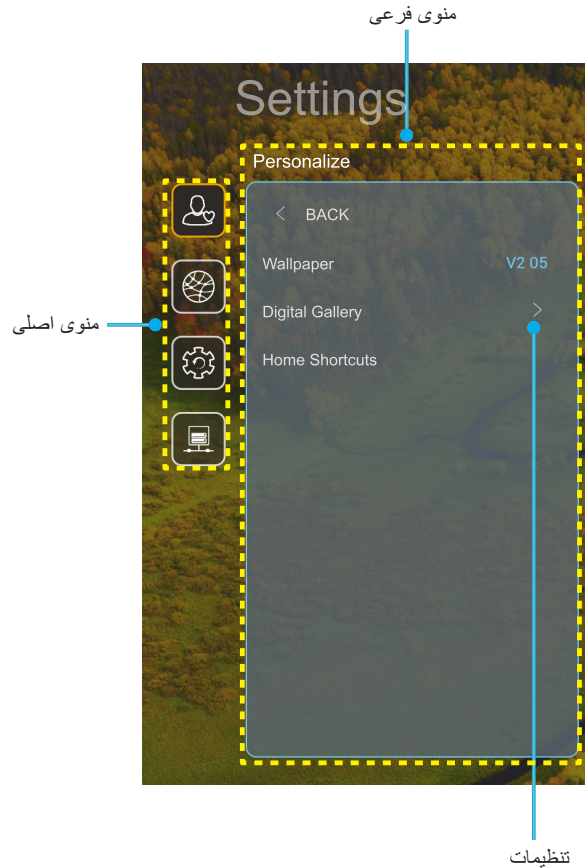 منوی فرعی
Settings
Personalize
BACK
Wallpaper V2 05
Digital Gallery
Home Shortcuts
منوی اصلی
تنظیمات